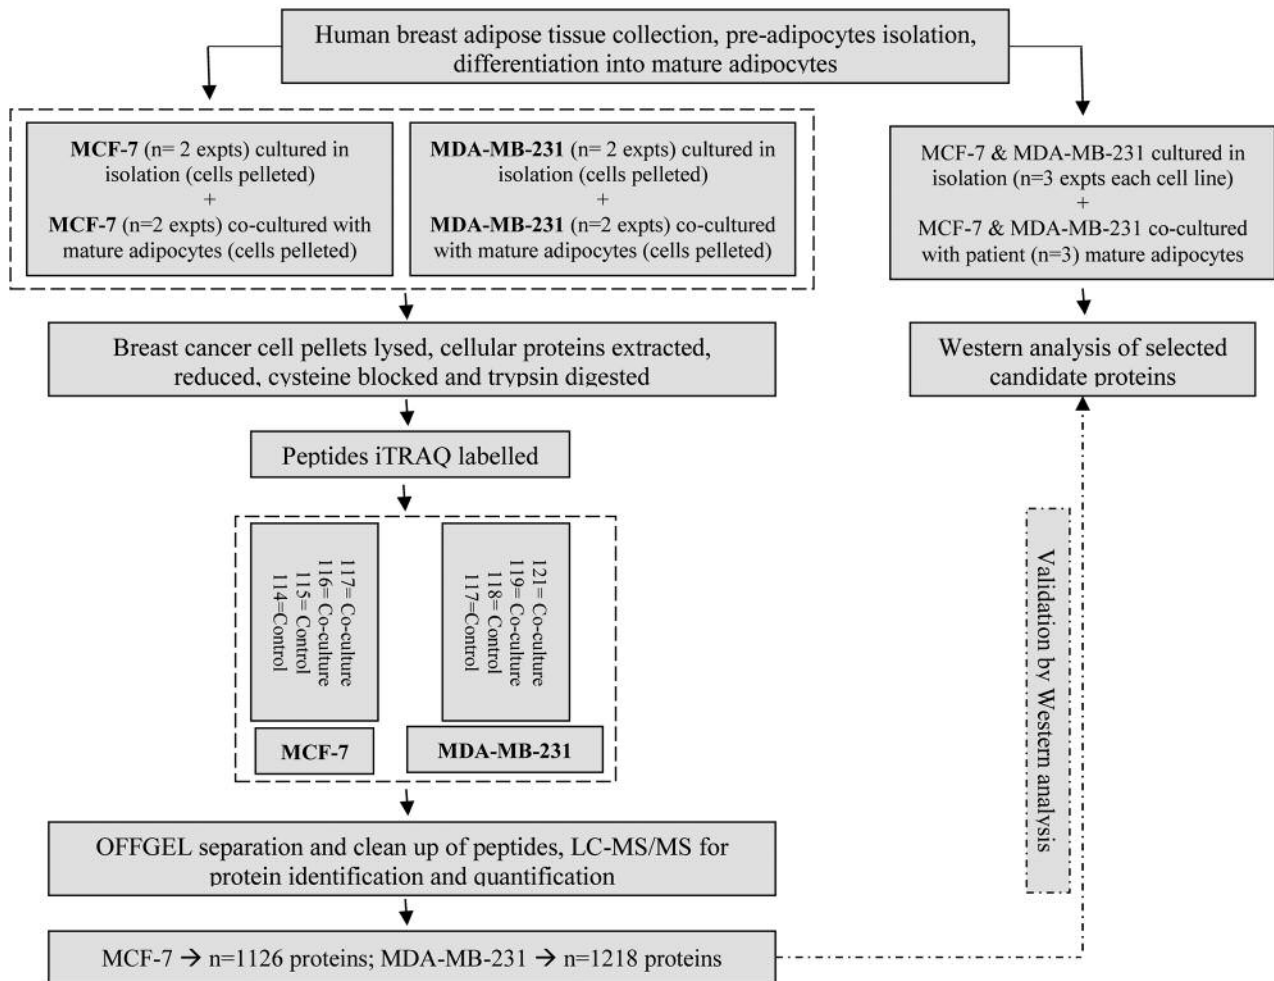 Human breast adipose tissue collection, pre-adipocytes isolation,
differentiation into mature adipocytes
MCF-7 (n= 2 expts) cultured in
isolation (cells pelleted)
+
MCF-7 (n=2 expts) co-cultured with
mature adipocytes (cells pelleted)
MDA-MB-231 (n= 2 expts) cultured in
isolation (cells pelleted)
+
MDA-MB-231 (n=2 expts) co-cultured
with mature adipocytes (cells pelleted)
MCF-7 & MDA-MB-231 cultured in
isolation (n=3 expts each cell line)
+
MCF-7 & MDA-MB-231 co-cultured
with patient (n=3) mature adipocytes
Breast cancer cell pellets lysed, cellular proteins extracted,
reduced, cysteine blocked and trypsin digested
Western analysis of selected
candidate proteins
Peptides iTRAQ labelled
117= Co-culture
116= Co-culture
115= Control
114=Control
121= Co-culture
119= Co-culture
118= Control
117=Control
MCF-7
MDA-MB-231
Validation by Western analysis
OFFGEL separation and clean up of peptides, LC-MS/MS for
protein identification and quantification
MCF-7 → n=1126 proteins; MDA-MB-231 → n=1218 proteins